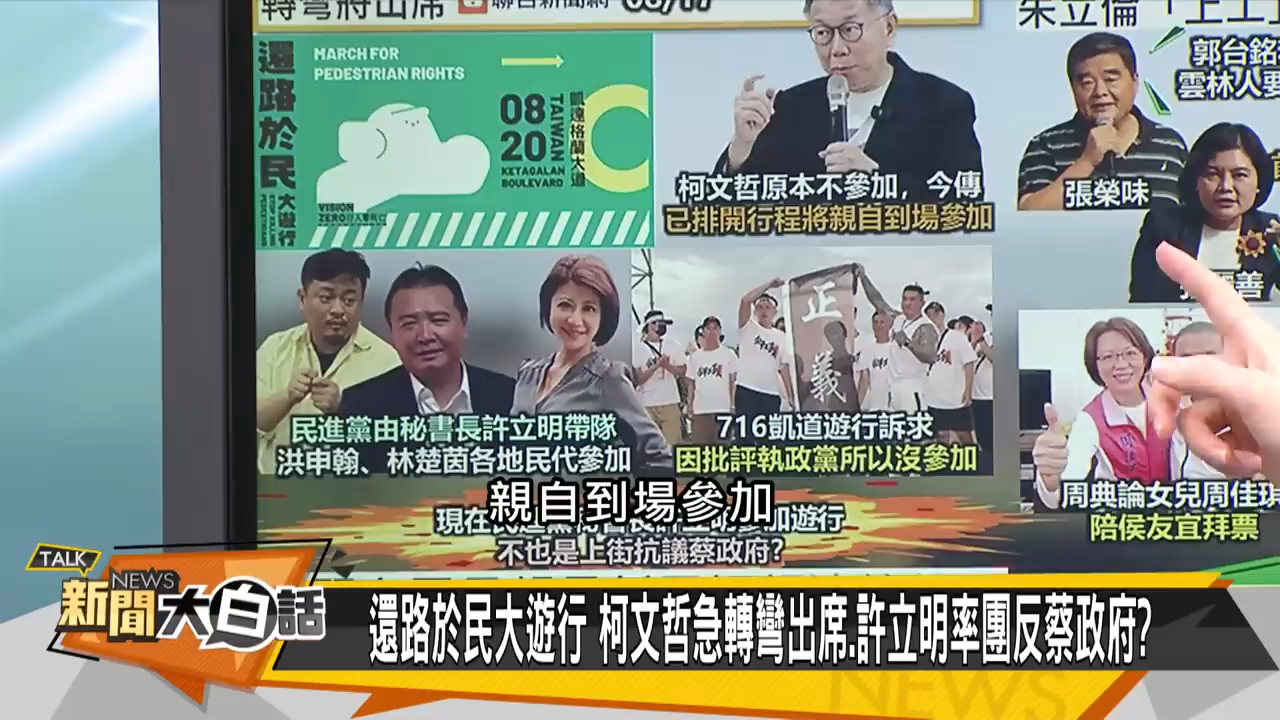 轉彎將出席
聯合新聞網 08/17
朱立倫「上工
還路於民大遊行
STOP KILLING PEDESTRIANS
MARCH FOR
PEDESTRIAN RIGHTS
08
20
TAIWAN
凱達格蘭大道
KETAGALAN
BOULEVARD
VISION
ZERO
柯文哲原本不參加，今傳
已排開行程將親自到場參加
郭台銘
雲林人要
張榮味
善
民進黨由秘書長許立明帶隊
洪申翰、林楚茵各地民代參加
正義
716凱道遊行訴求
因批評執政黨所以沒參加
周典論女兒周佳琪
陪侯友宜拜票
親自到場參加
不也是上街抗議蔡政府?
TALK
NEWS
新聞大白話
還路於民大遊行 柯文哲急轉彎出席.許立明率團反蔡政府?
NEWS